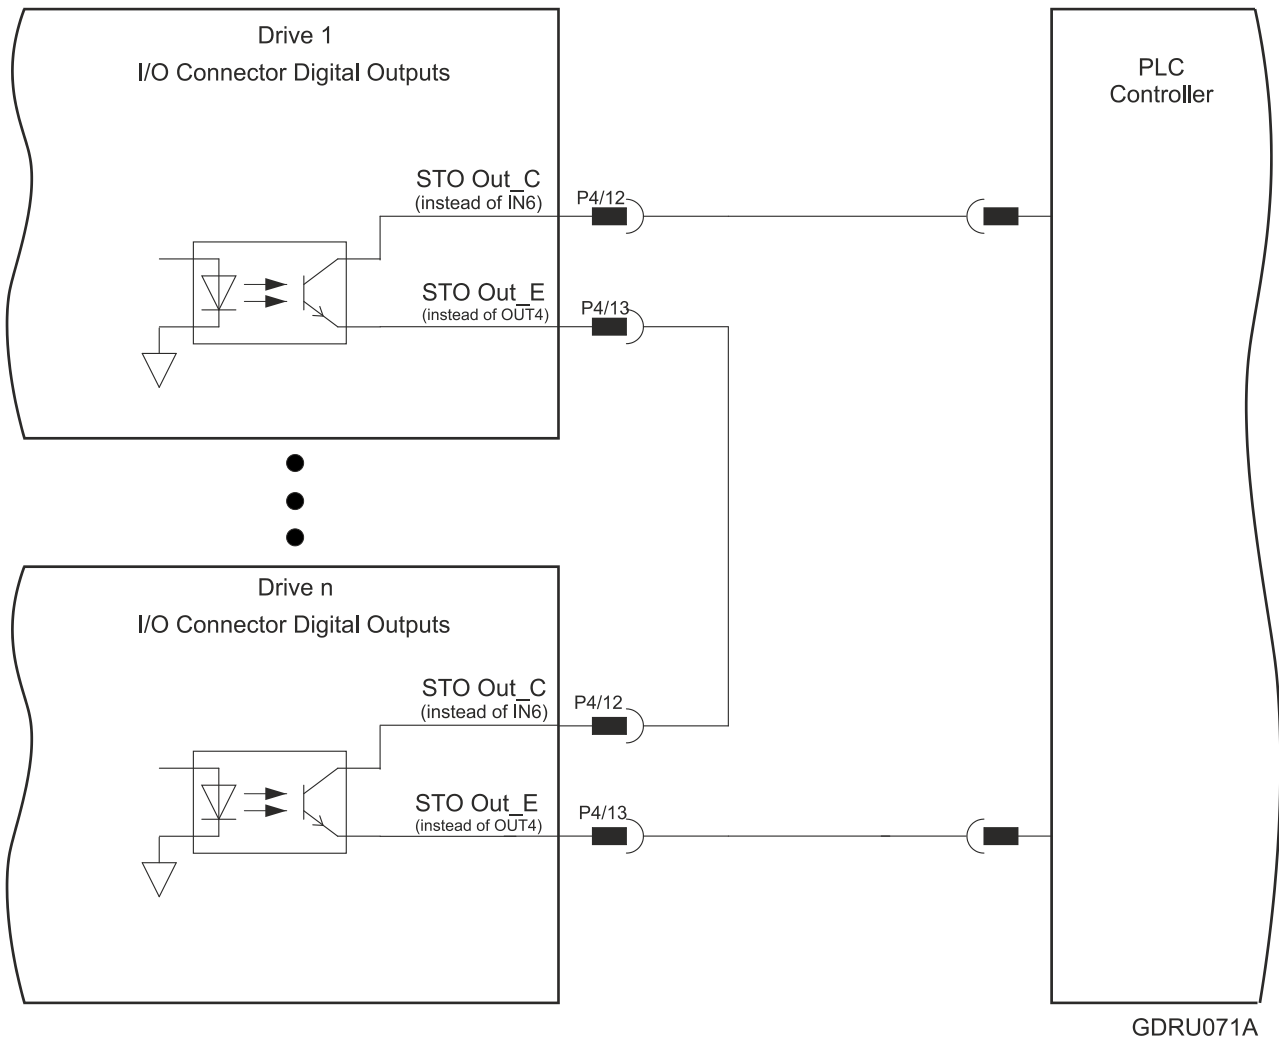 Drive 1
I/O Connector Digital Outputs
PLC
Controller
STO Out_C
(instead of IN6)
P4/12
STO Out_E
(instead of OUT4)
P4/13
Drive n
I/O Connector Digital Outputs
STO Out_C
(instead of IN6)
P4/12
STO Out_E
(instead of OUT4)
P4/13
GDRU071A